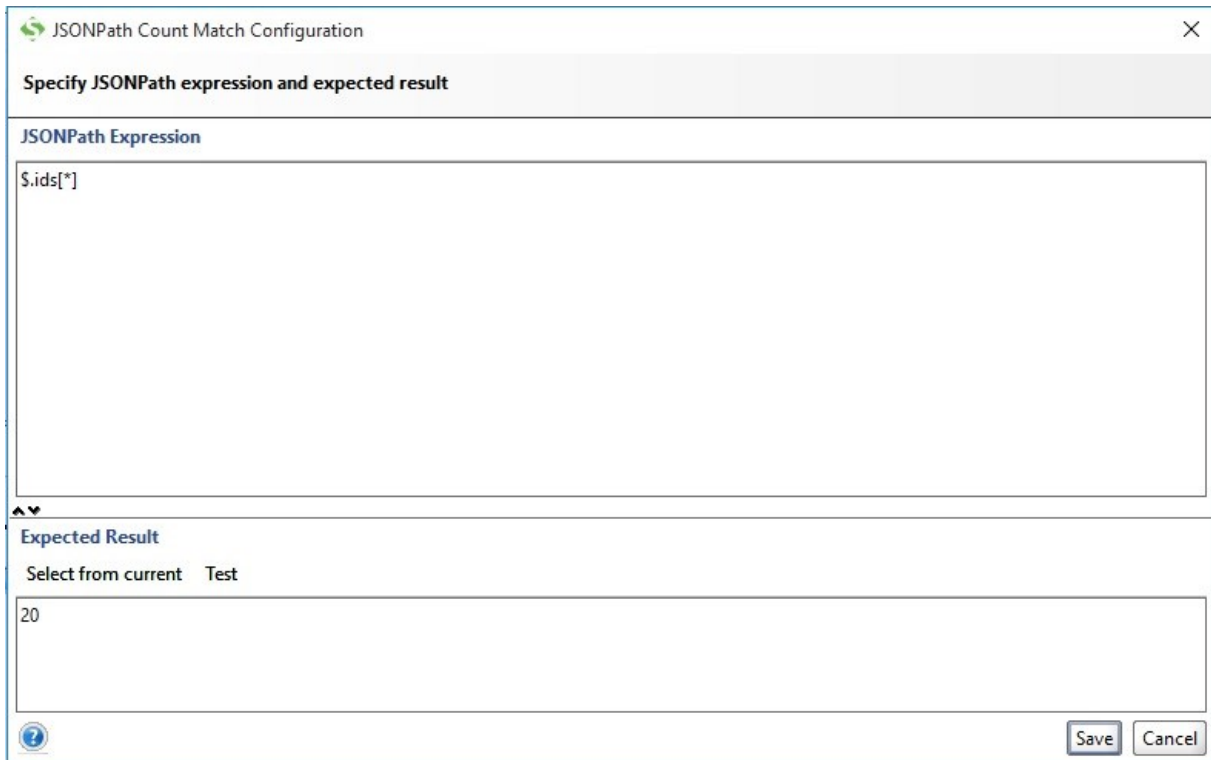 JSONPath Count Match Configuration
Specify JSONPath expression and expected result
JSONPath Expression
$.ids[*]
Expected Result
Select from current Test
20
Save Cancel